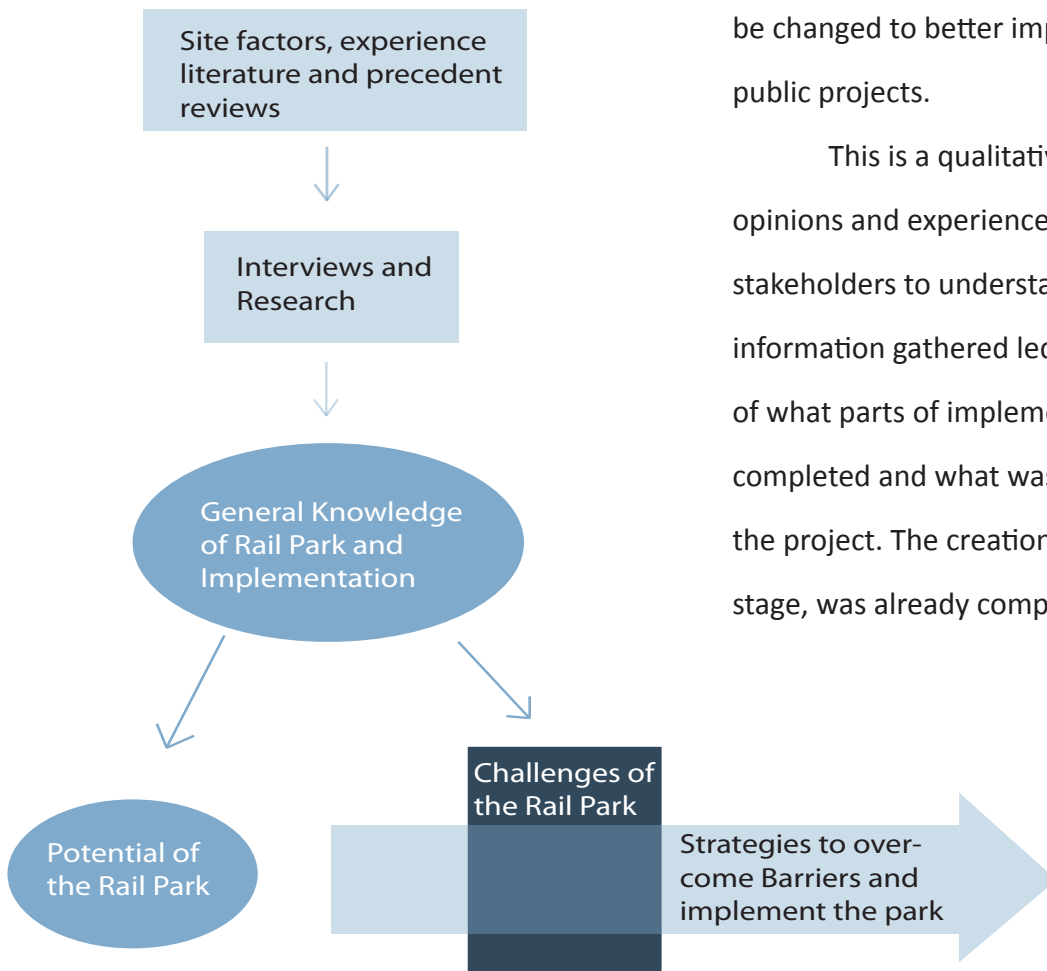 Site factors, experience
literature and precedent
reviews
Interviews and
Research
General Knowledge
of Rail Park and
Implementation
Potential of
the Rail Park
Challenges of
the Rail Park
Strategies to over-
come Barriers and
implement the park
be changed to better imp
public projects.
This is a qualitativ
opinions and experience
stakeholders to understa
information gathered led
of what parts of impleme
completed and what was
the project. The creation
stage, was already comp